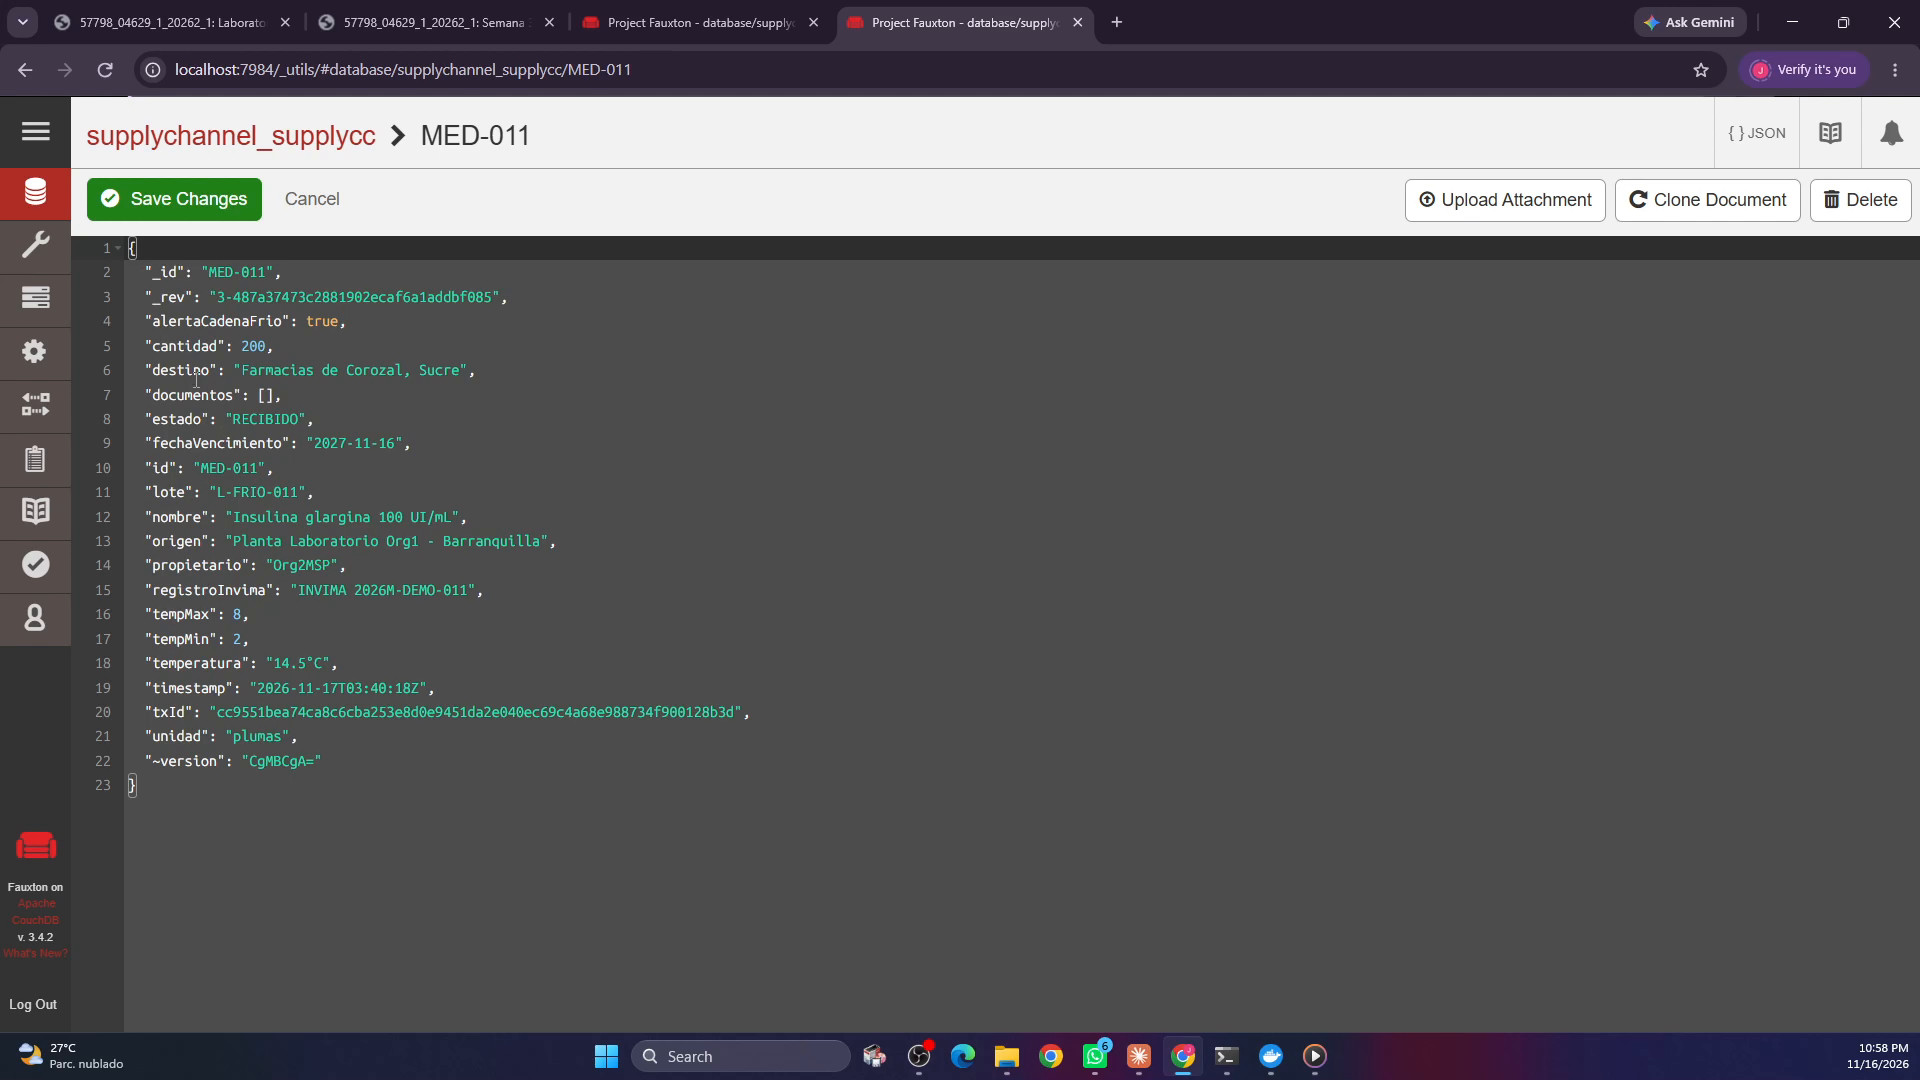 57798_04629_1_20262_1: Laborato
57798_04629_1_20262_1: Semana
Project Fauxton - database/supplyc
Project Fauxton - database/supplyc
Ask Gemini
localhost:7984/_utils/#database/supplychannel_supplycc/MED-011
Verify it's you
supplychannel_supplycc > MED-011
{ } JSON
Save Changes
Cancel
Upload Attachment
Clone Document
Delete
1 {
2 "_id": "MED-011",
3 "_rev": "3-487a37473c2881902ecaf6a1addbf085",
4 "alertaCadenaFrio": true,
5 "cantidad": 200,
6 "destino": "Farmacias de Corozal, Sucre",
7 "documentos": [],
8 "estado": "RECIBIDO",
9 "fechaVencimiento": "2027-11-16",
10 "id": "MED-011",
11 "lote": "L-FRIO-011",
12 "nombre": "Insulina glargina 100 UI/mL",
13 "origen": "Planta Laboratorio Org1 - Barranquilla",
14 "propietario": "Org2MSP",
15 "registroInvima": "INVIMA 2026M-DEMO-011",
16 "tempMax": 8,
17 "tempMin": 2,
18 "temperatura": "14.5°C",
19 "timestamp": "2026-11-17T03:40:18Z",
20 "txId": "cc9551bea74ca8c6cba253e8d0e9451da2e040ec69c4a68e988734f900128b3d",
21 "unidad": "plumas",
22 "~version": "CgMBCgA="
23 }
Fauxton on
Apache
CouchDB
v. 3.4.2
What's New?
Log Out
27°C
Parc. nublado
Search
6
10:58 PM
11/16/2026